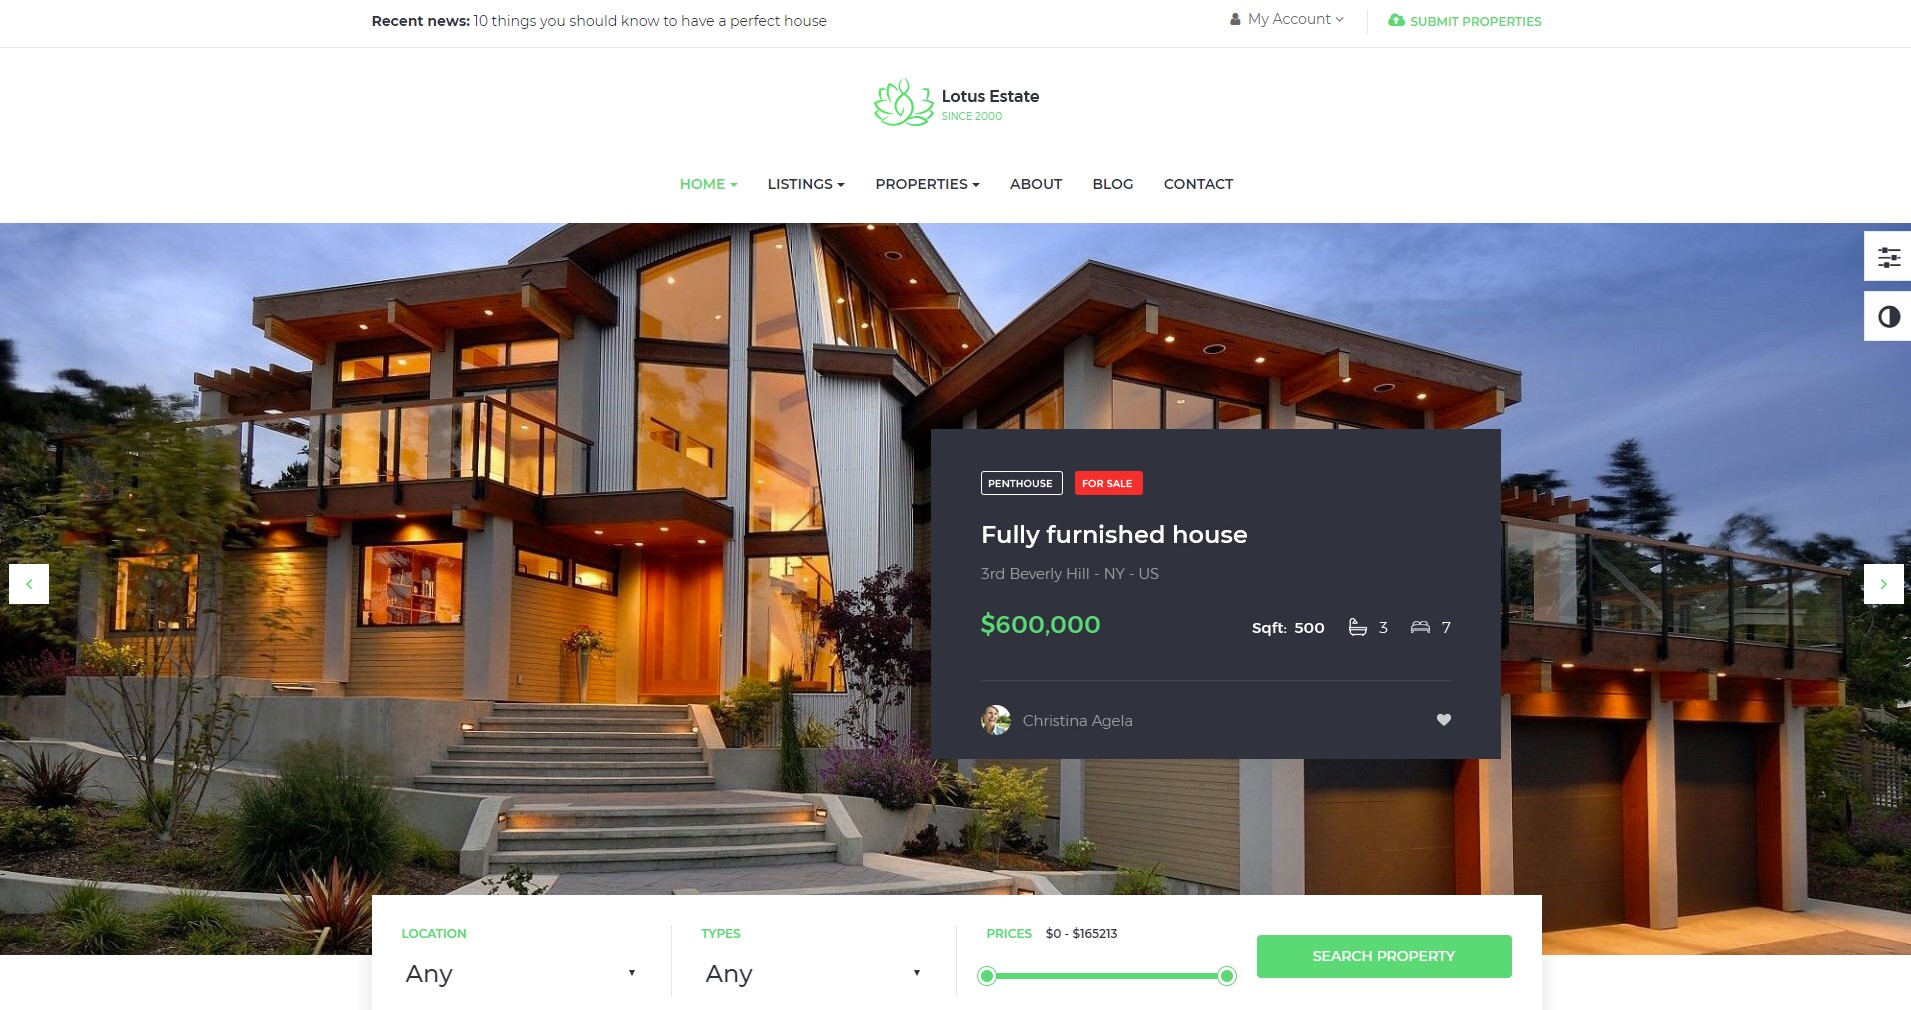 Recent news: 10 things you should know to have a perfect house
My Account
SUBMIT PROPERTIES
Lotus Estate
SINCE 2000
HOME
LISTINGS
PROPERTIES
ABOUT
BLOG
CONTACT
PENTHOUSE
FOR SALE
Fully furnished house
3rd Beverly Hill - NY - US
$600,000
Sqft: 500
3
7
Christina Agela
LOCATION
Any
TYPES
Any
PRICES $0 - $165213
SEARCH PROPERTY